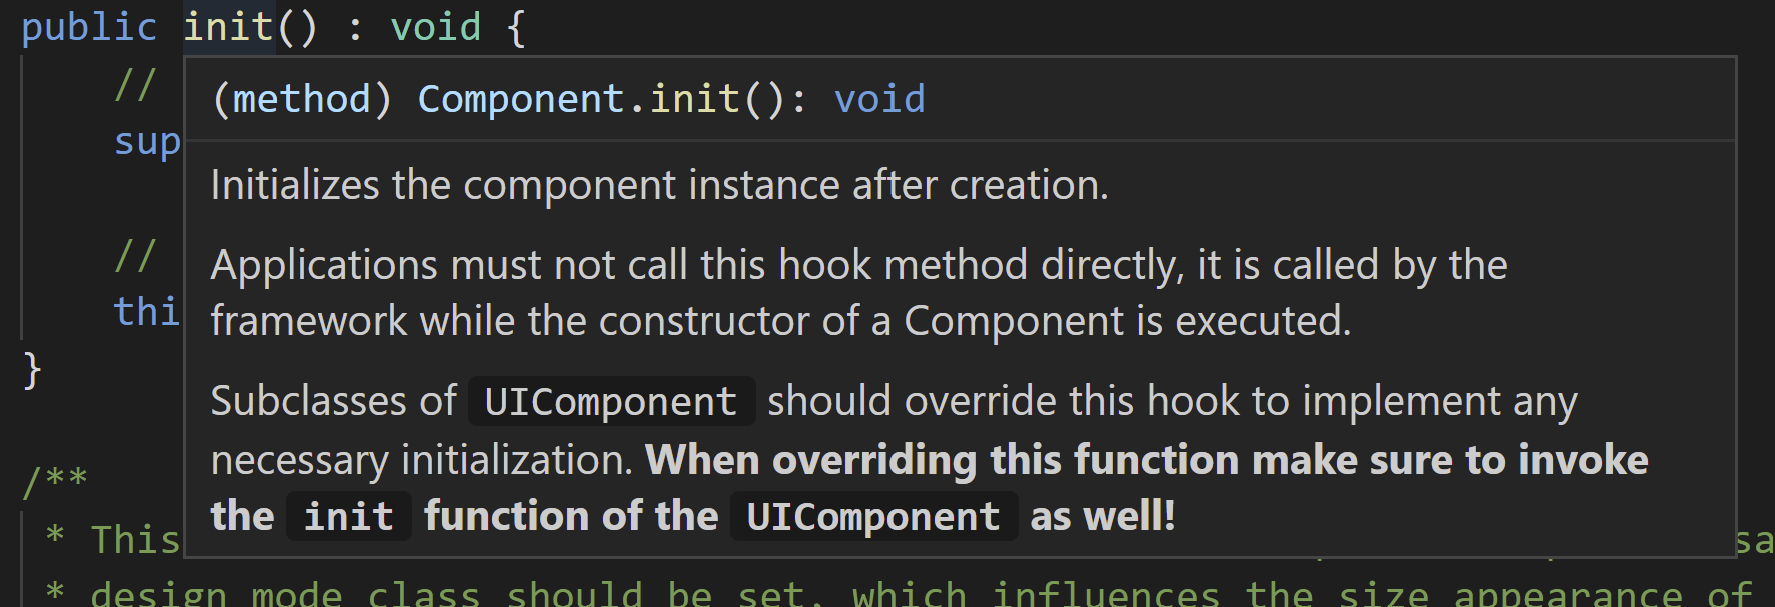 public init() : void {
(method) Component.init(): void
//
Initializes the component instance after creation.
//
Applications must not call this hook method directly, it is called by the
framework while the constructor of a Component is executed.
}
Subclasses of UIComponent should override this hook to implement any
necessary initialization. When overriding this function make sure to invoke
the init function of the UIComponent as well!
/**
* This
* design mode class should be set, which influences the size appearance of